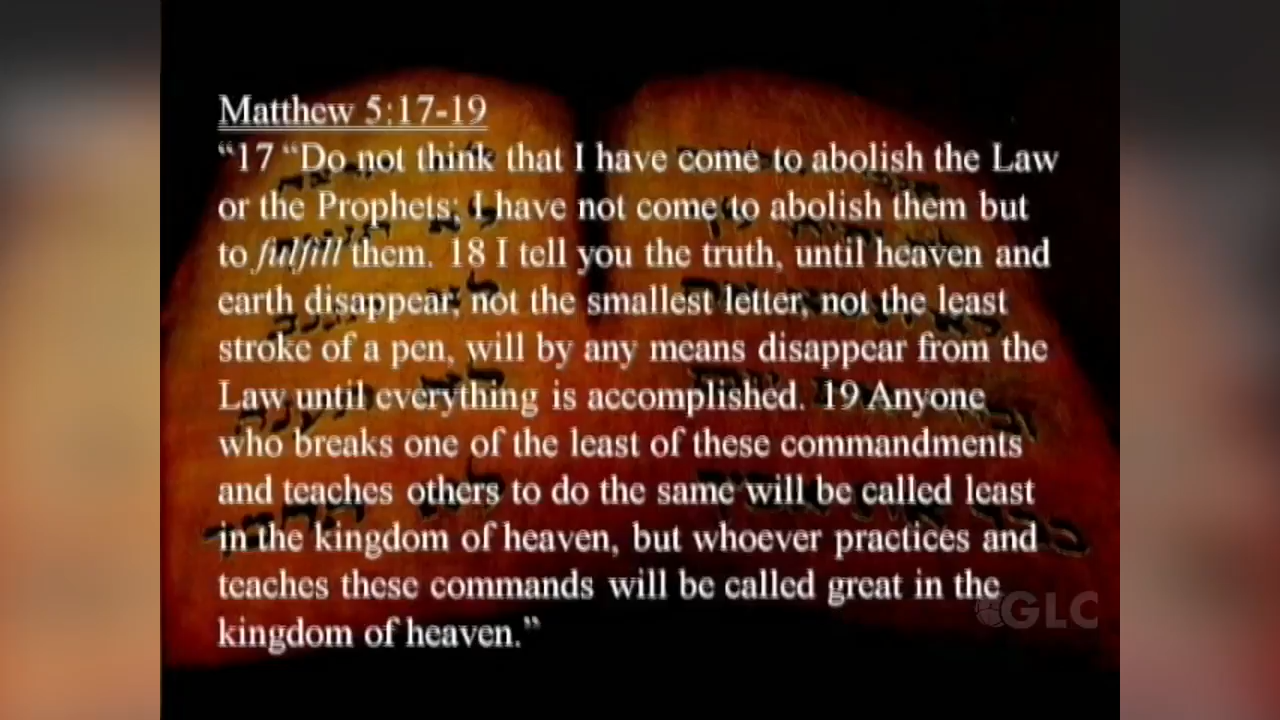 Matthew 5:17-19
“17 “Do not think that I have come to abolish the Law
or the Prophets; I have not come to abolish them but
to fulfill them. 18 I tell you the truth, until heaven and
earth disappear, not the smallest letter, not the least
stroke of a pen, will by any means disappear from the
Law until everything is accomplished. 19 Anyone
who breaks one of the least of these commandments
and teaches others to do the same will be called least
in the kingdom of heaven, but whoever practices and
teaches these commands will be called great in the
kingdom of heaven.”
GLC